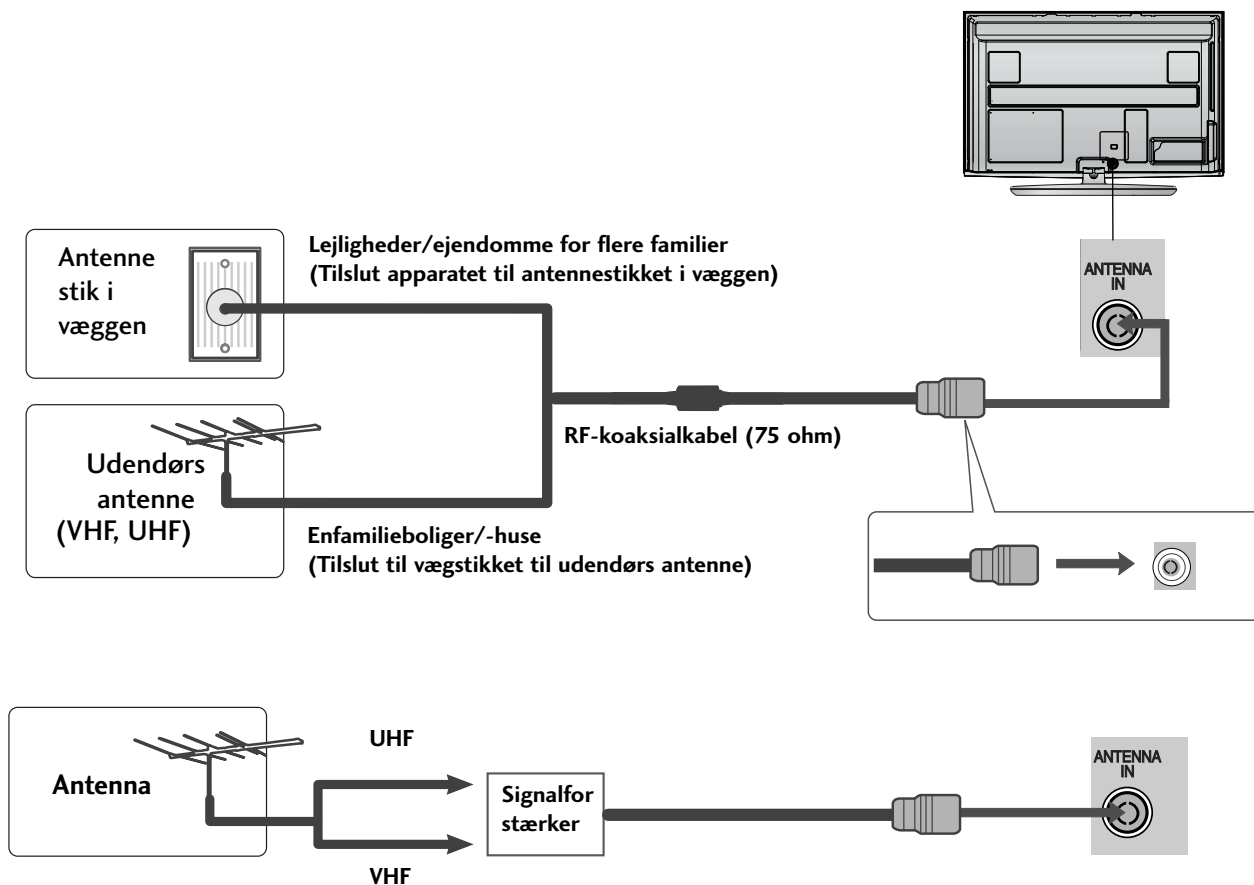 Antenne
stik i
væggen
Lejligheder/ejendomme for flere familier
(Tilslut apparatet til antennestikket i væggen)
ANTENNA
IN
RF-koaksialkabel (75 ohm)
Udendørs
antenne
(VHF, UHF)
Enfamilieboliger/-huse
(Tilslut til vægstikket til udendørs antenne)
Antenna
UHF
VHF
Signalfor
stærker
ANTENNA
IN